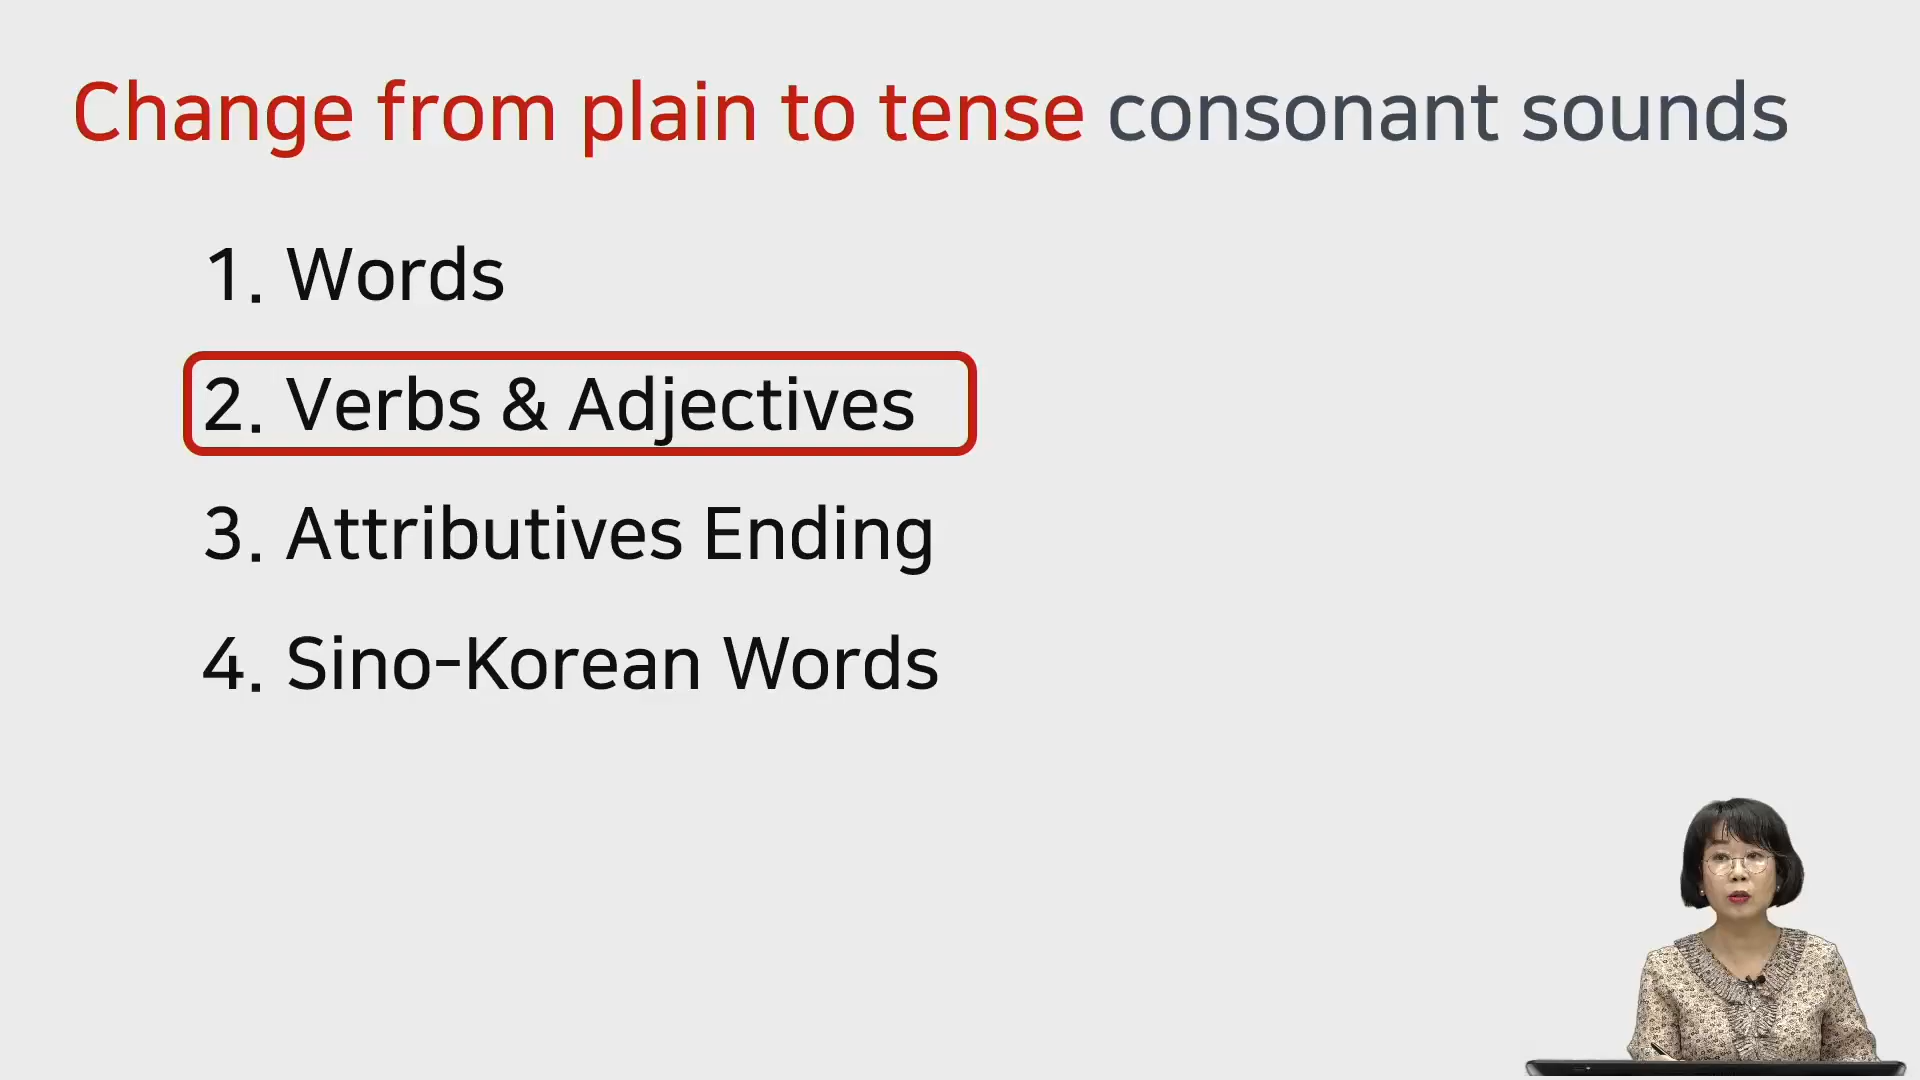 Change from plain to tense consonant sounds
1. Words
2. Verbs & Adjectives
3. Attributives Ending
4. Sino-Korean Words